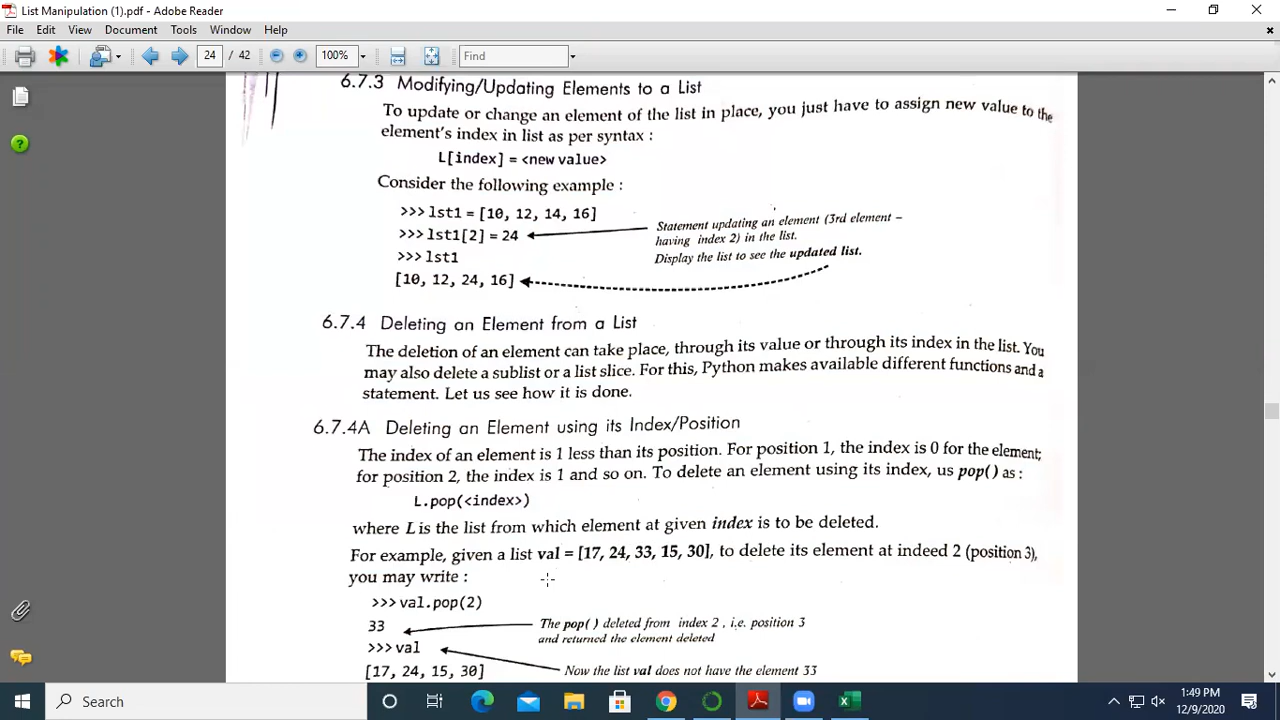 List Manipulation (1).pdf - Adobe Reader
File Edit View Document Tools Window Help
24 / 42 100% Find
6.7.3 Modifying/Updating Elements to a List
To update or change an element of the list in place, you just have to assign new value to the
element's index in list as per syntax :
L[index] = <new value>
Consider the following example :
>>> lst1 = [10, 12, 14, 16]
>>> lst1[2] = 24
>>> lst1
[10, 12, 24, 16]
Statement updating an element (3rd element –
having index 2) in the list.
Display the list to see the updated list.
6.7.4 Deleting an Element from a List
The deletion of an element can take place, through its value or through its index in the list. You
may also delete a sublist or a list slice. For this, Python makes available different functions and a
statement. Let us see how it is done.
6.7.4A Deleting an Element using its Index/Position
The index of an element is 1 less than its position. For position 1, the index is 0 for the element;
for position 2, the index is 1 and so on. To delete an element using its index, us pop() as :
L.pop(<index>)
where L is the list from which element at given index is to be deleted.
For example, given a list val = [17, 24, 33, 15, 30], to delete its element at indeed 2 (position 3),
you may write :
>>> val.pop(2)
33
>>> val
[17, 24, 15, 30]
The pop( ) deleted from index 2 , i.e. position 3
and returned the element deleted
Now the list val does not have the element 33
Search
1:49 PM
12/9/2020